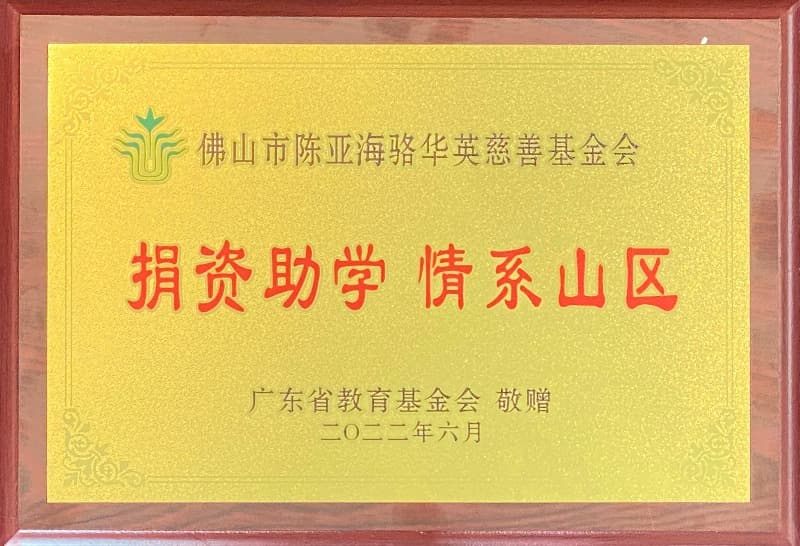 佛山市陈亚海骆华英慈善基金会
捐资助学 情系山区
广东省教育基金会 敬赠
二〇二二年六月